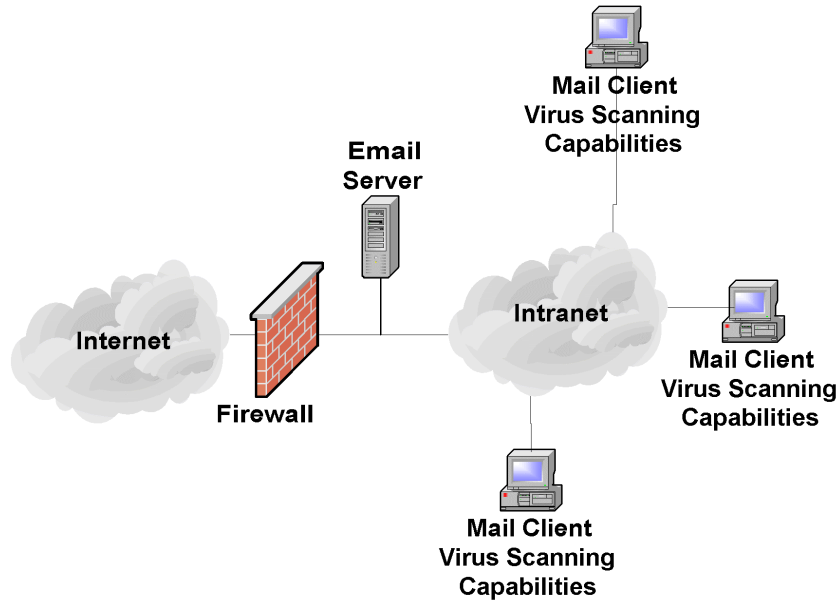 Mail Client
Virus Scanning
Capabilities
Email
Server
Internet
Firewall
Intranet
Mail Client
Virus Scanning
Capabilities
Mail Client
Virus Scanning
Capabilities